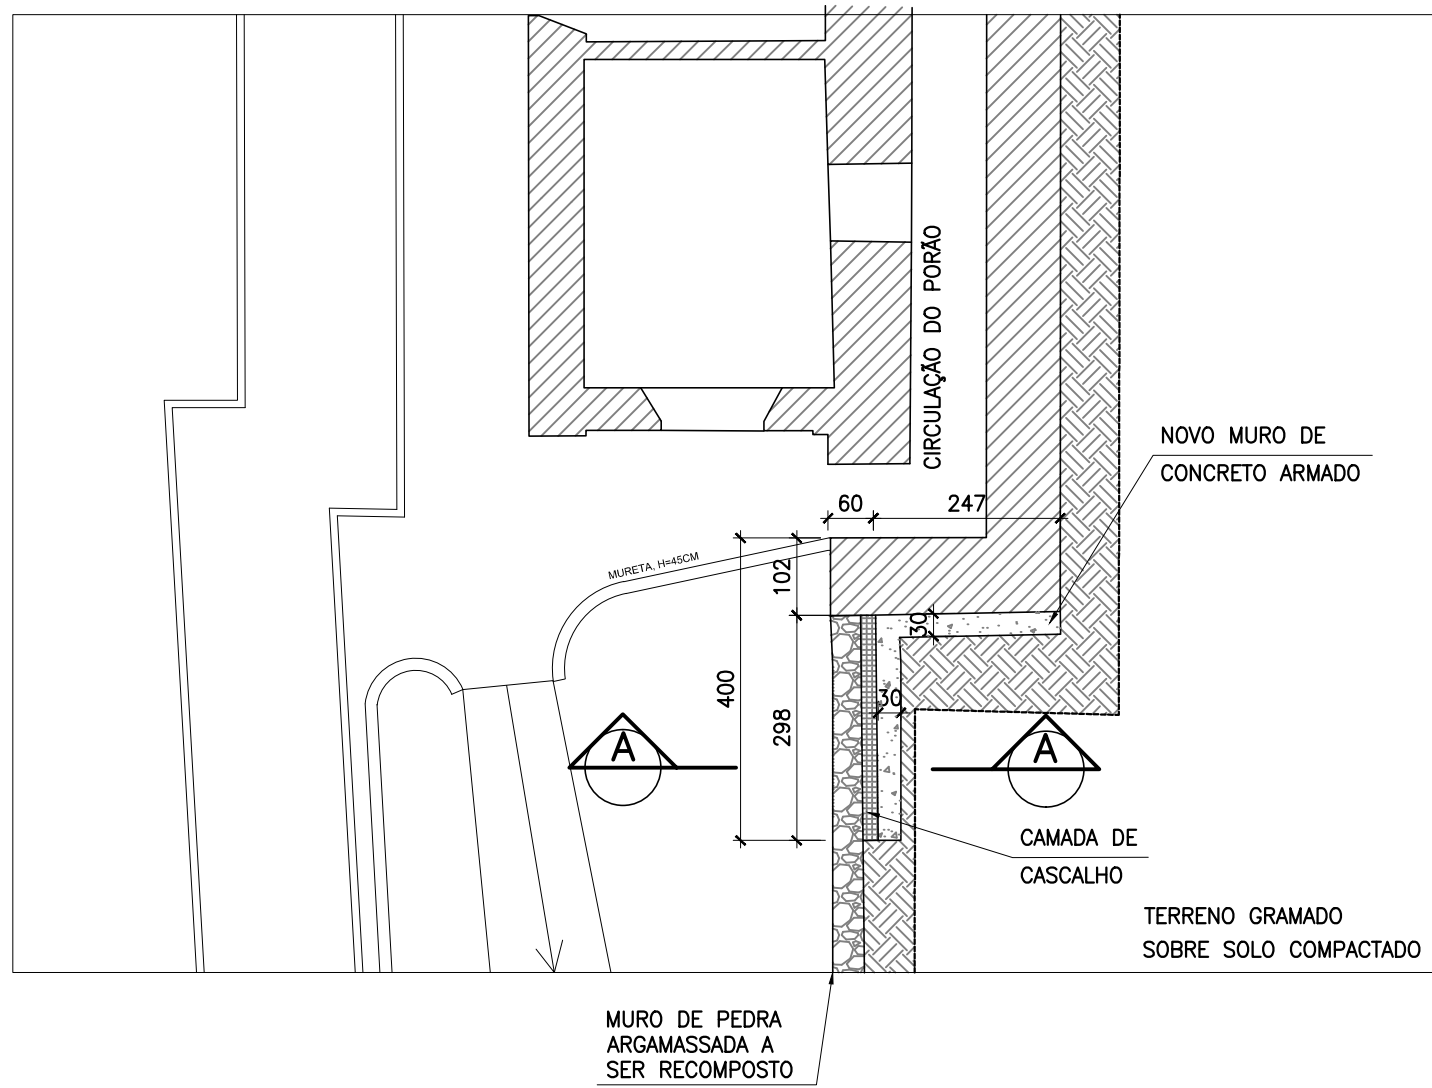 CIRCULAÇÃO DO PORÃO
NOVO MURO DE
CONCRETO ARMADO
60
247
MURETA, H=45CM
102
30
400
298
30
A
A
CAMADA DE
CASCALHO
TERRENO GRAMADO
SOBRE SOLO COMPACTADO
MURO DE PEDRA
ARGAMASSADA A
SER RECOMPOSTO